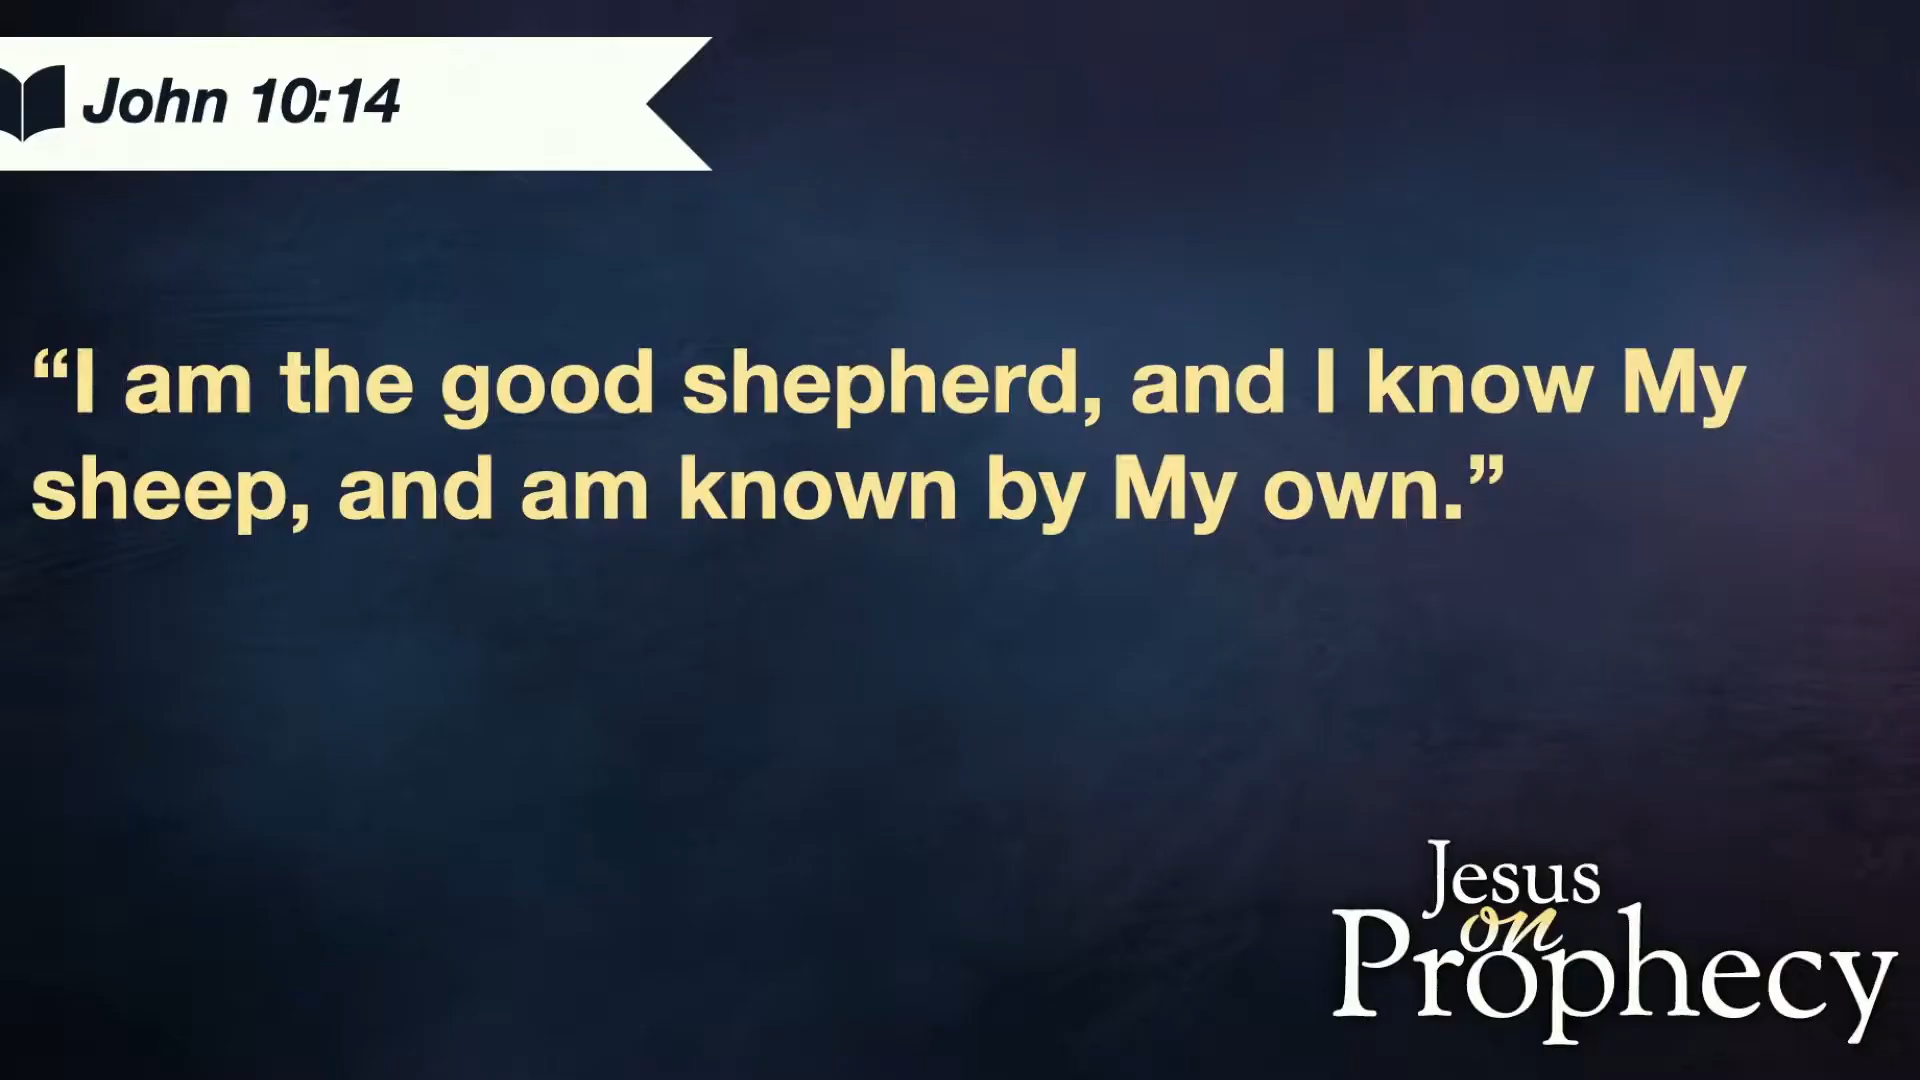 John 10:14
“I am the good shepherd, and I know My
sheep, and am known by My own.”
Jesus
on
Prophecy